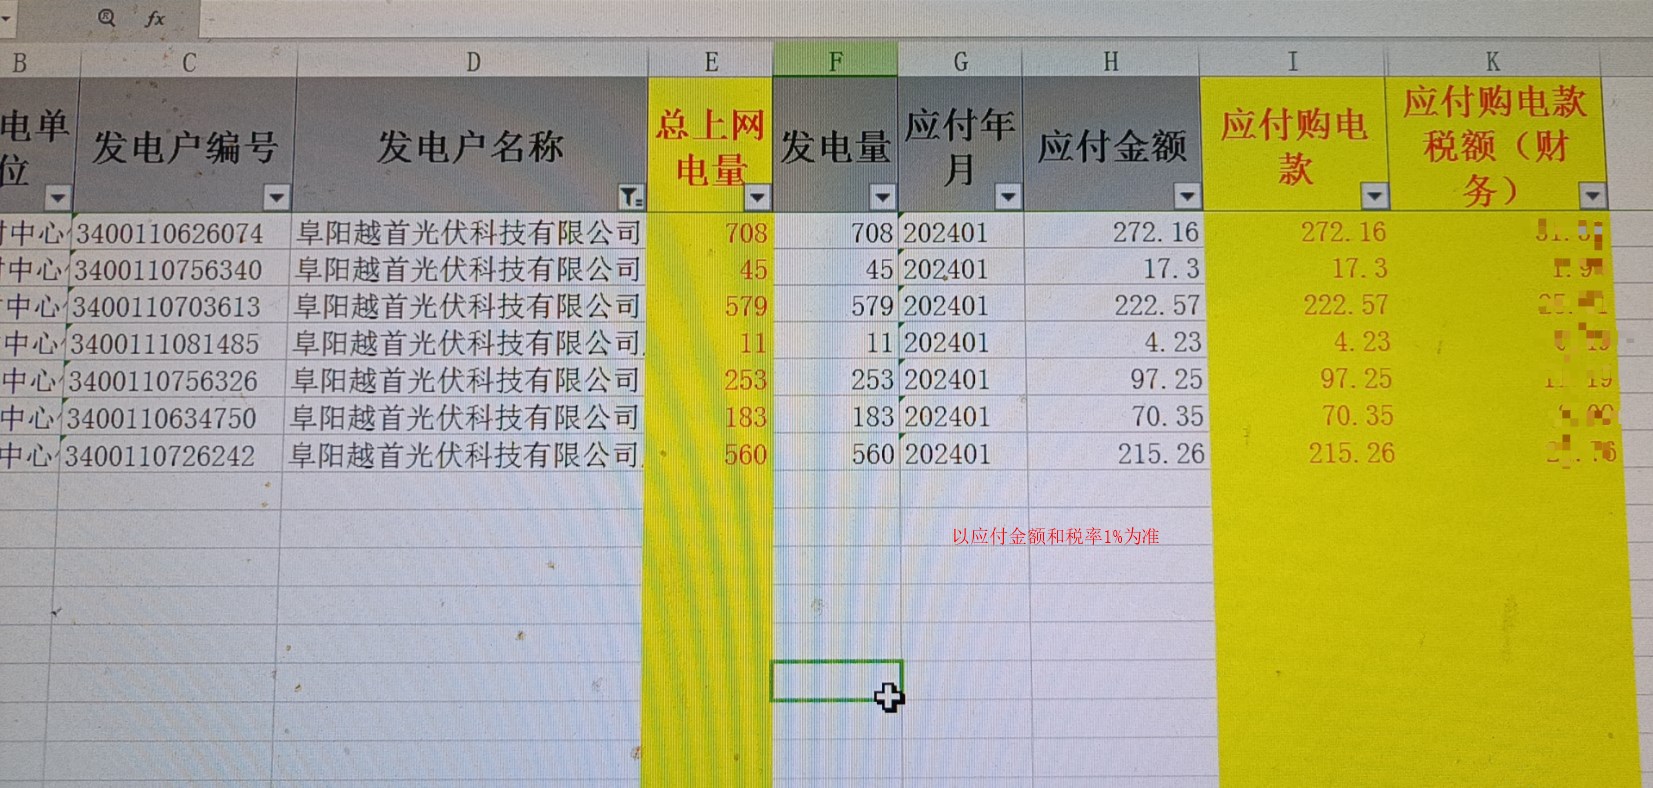 fx
B C D E F G H I K
电单位 发电户编号 发电户名称 总上网电量 发电量 应付年月 应付金额 应付购电款 应付购电款税额（财务）
中心 3400110626074 阜阳越首光伏科技有限公司 708 708 202401 272.16 272.16
中心 3400110756340 阜阳越首光伏科技有限公司 45 45 202401 17.3 17.3
中心 3400110703613 阜阳越首光伏科技有限公司 579 579 202401 222.57 222.57
中心 3400111081485 阜阳越首光伏科技有限公司 11 11 202401 4.23 4.23
中心 3400110756326 阜阳越首光伏科技有限公司 253 253 202401 97.25 97.25
中心 3400110634750 阜阳越首光伏科技有限公司 183 183 202401 70.35 70.35
中心 3400110726242 阜阳越首光伏科技有限公司 560 560 202401 215.26 215.26
以应付金额和税率1%为准